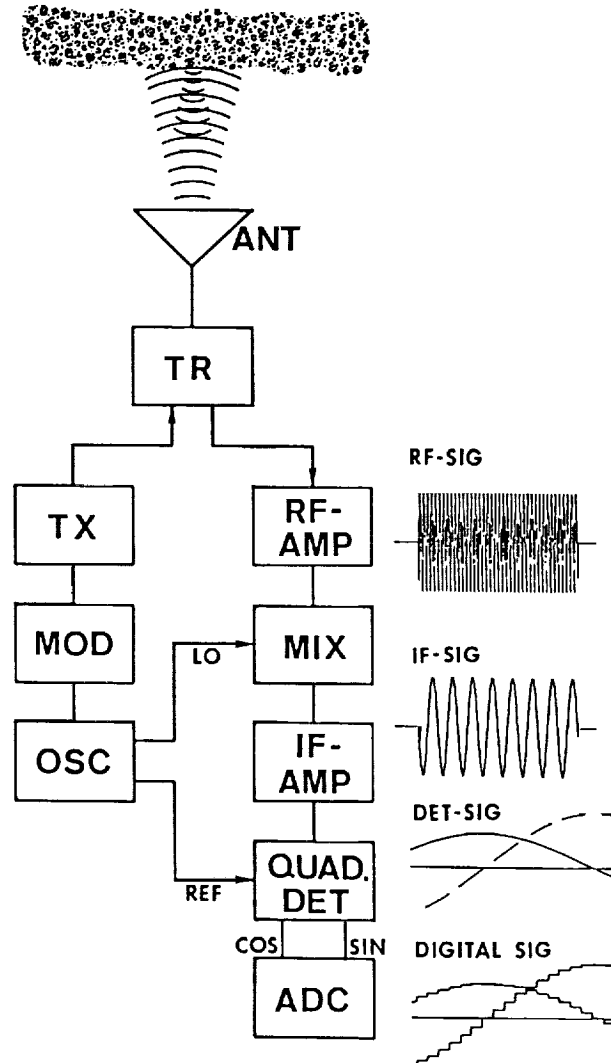 ANT
TR
RF-SIG
TX
RF-
AMP
MOD
LO
MIX
IF-SIG
OSC
IF-
AMP
DET-SIG
REF
QUAD.
DET
COS
SIN
DIGITAL SIG
ADC